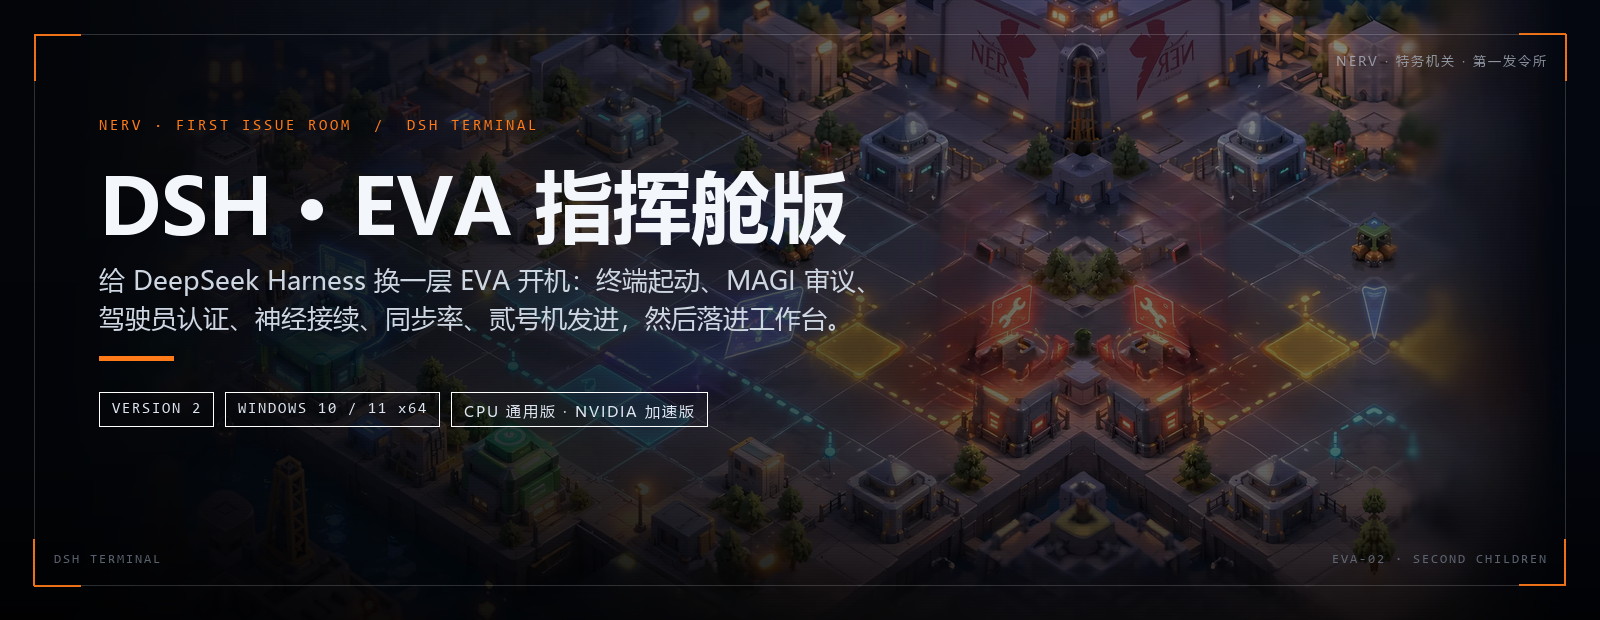 NERV · 特务机关 · 第一发令所
NERV · FIRST ISSUE ROOM / DSH TERMINAL
DSH · EVA 指挥舱版
给 DeepSeek Harness 换一层 EVA 开机：终端起动、MAGI 审议、
驾驶员认证、神经接续、同步率、贰号机发进，然后落进工作台。
VERSION 2
WINDOWS 10 / 11 x64
CPU 通用版 · NVIDIA 加速版
DSH TERMINAL
EVA-02 · SECOND CHILDREN